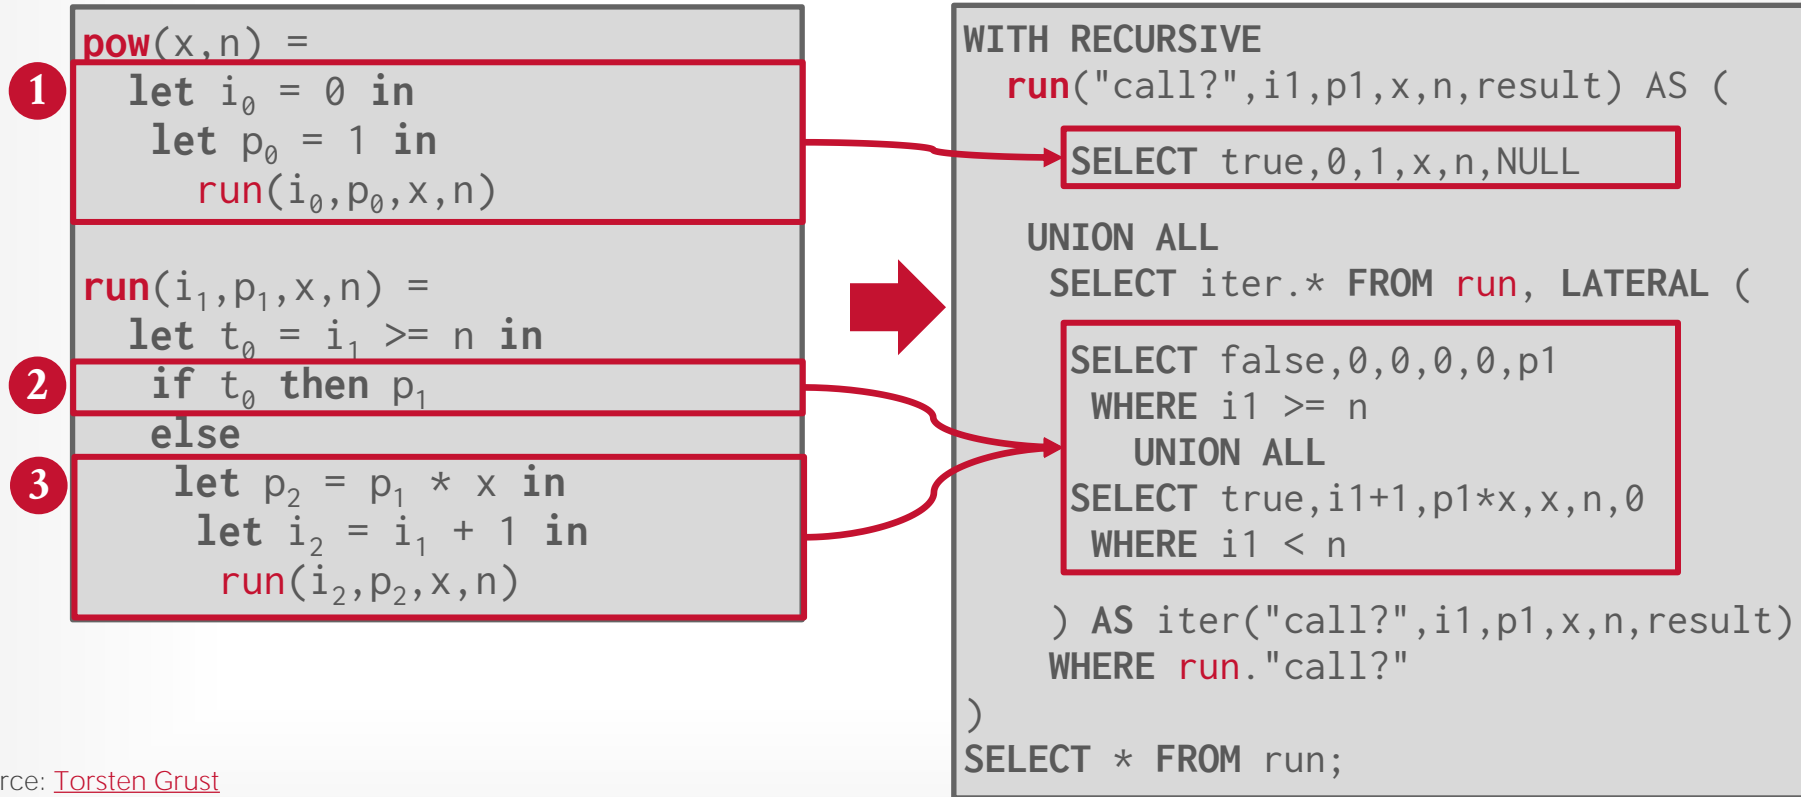 pow(x,n) =
1
let i₀ = 0 in
let p₀ = 1 in
run(i₀,p₀,x,n)
run(i₁,p₁,x,n) =
let t₀ = i₁ >= n in
2
if t₀ then p₁
else
3
let p₂ = p₁ * x in
let i₂ = i₁ + 1 in
run(i₂,p₂,x,n)
WITH RECURSIVE
run("call?",i1,p1,x,n,result) AS (
SELECT true,0,1,x,n,NULL
UNION ALL
SELECT iter.* FROM run, LATERAL (
SELECT false,0,0,0,0,p1
WHERE i1 >= n
UNION ALL
SELECT true,i1+1,p1*x,x,n,0
WHERE i1 < n
) AS iter("call?",i1,p1,x,n,result)
WHERE run."call?"
)
SELECT * FROM run;
rce: Torsten Grust